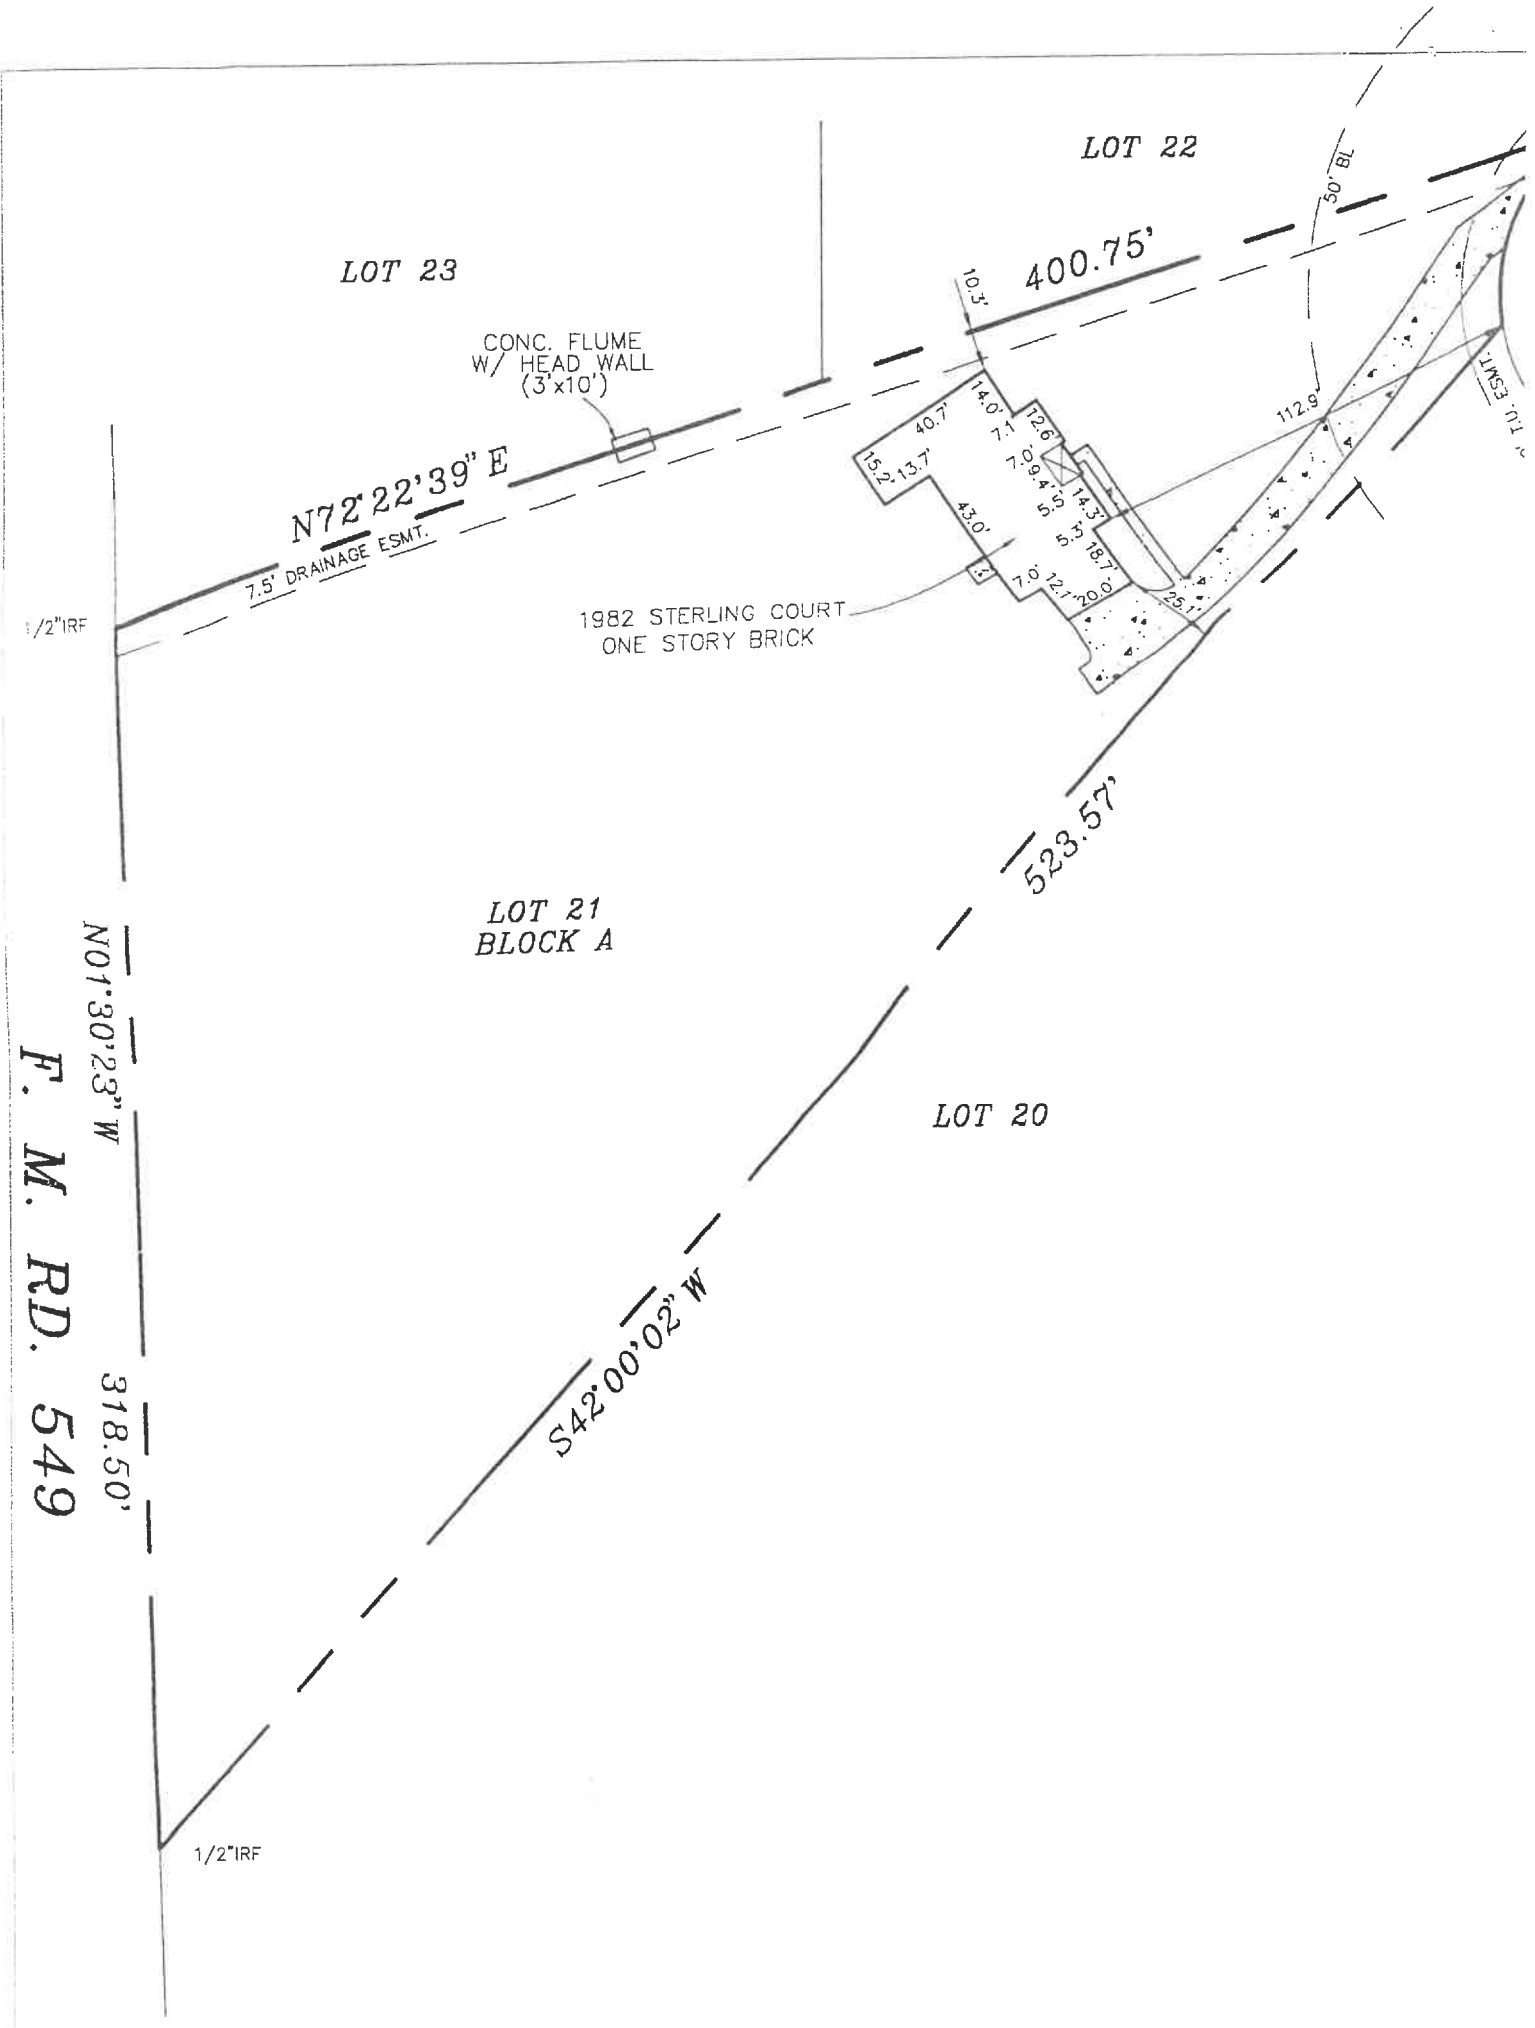 LOT 22
50' BL
LOT 23
400.75'
10.3'
CONC. FLUME
W/ HEAD WALL
(3'x10')
N72°22'39" E
7.5' DRAINAGE ESMT.
1/2"IRF
40.7'
14.0'
7.1
12.6'
15.2'
13.7'
7.0'
9.4'
5.5
14.3'
43.0'
5.3'
18.7'
7.0'
12.7'
20.0'
25.1'
112.9'
T.U. ESMT.
1982 STERLING COURT
ONE STORY BRICK
523.57'
LOT 21
BLOCK A
LOT 20
N01°30'23" W
318.50'
F. M. RD. 549
S42°00'02" W
1/2"IRF